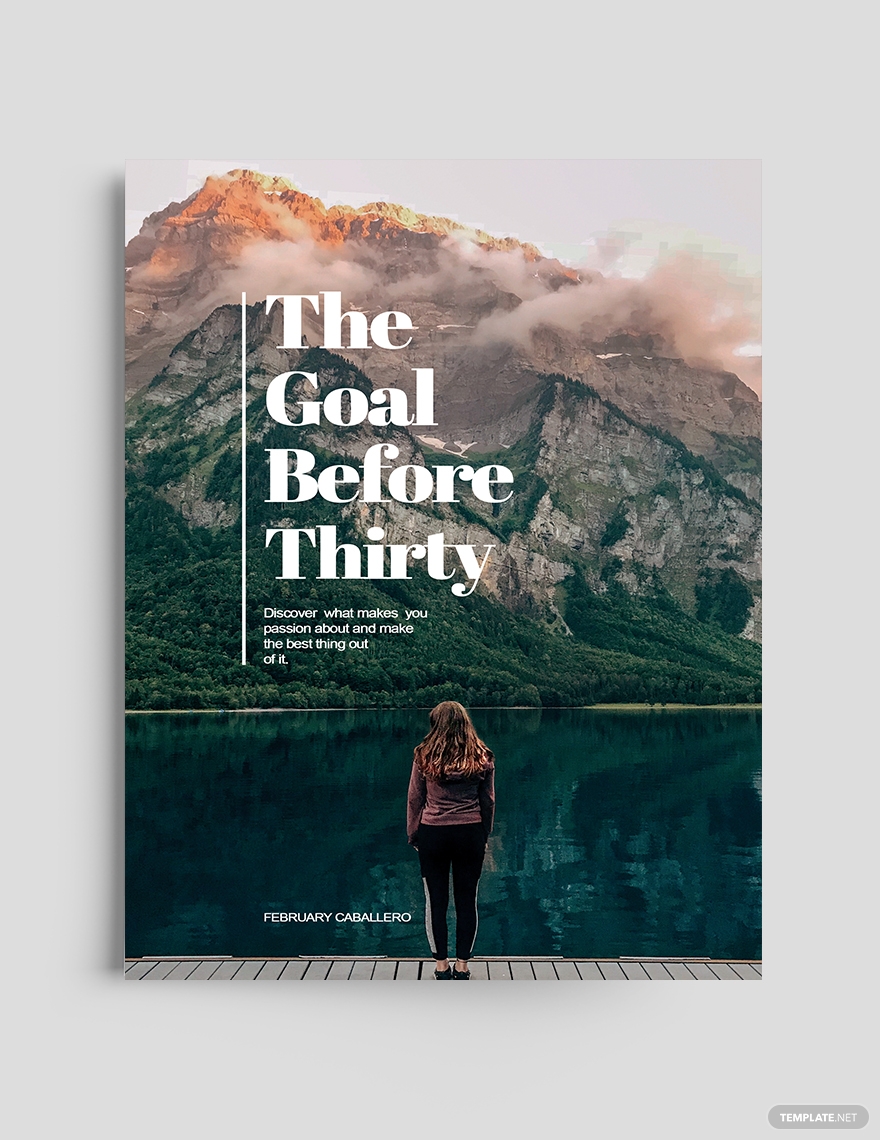 The
Goal
Before
Thirty
Discover what makes you
passion about and make
the best thing out
of it.
FEBRUARY CABALLERO
TEMPLATE.NET